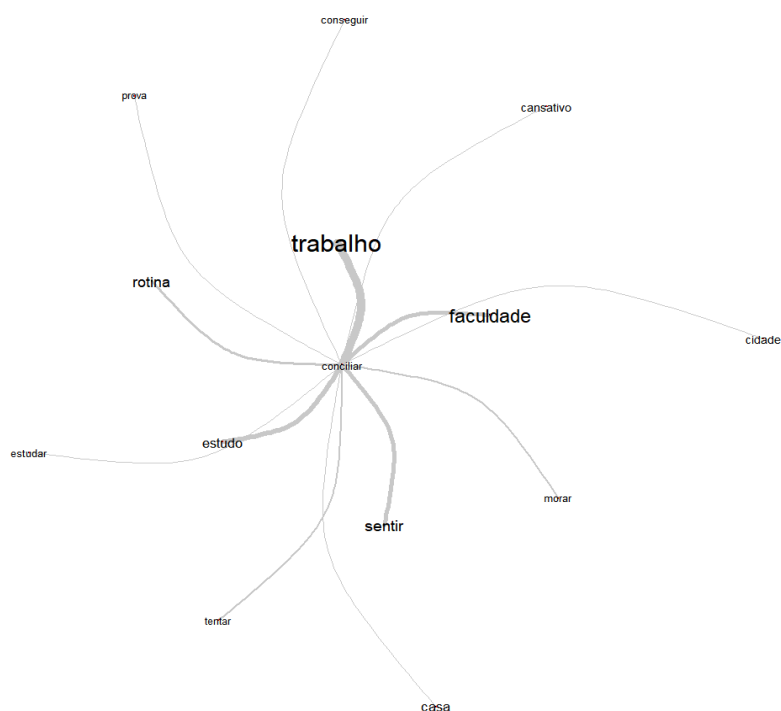 conseguir
prova
cansativo
trabalho
rotina
faculdade
cidade
conciliar
estudo
estudar
morar
sentir
tentar
casa